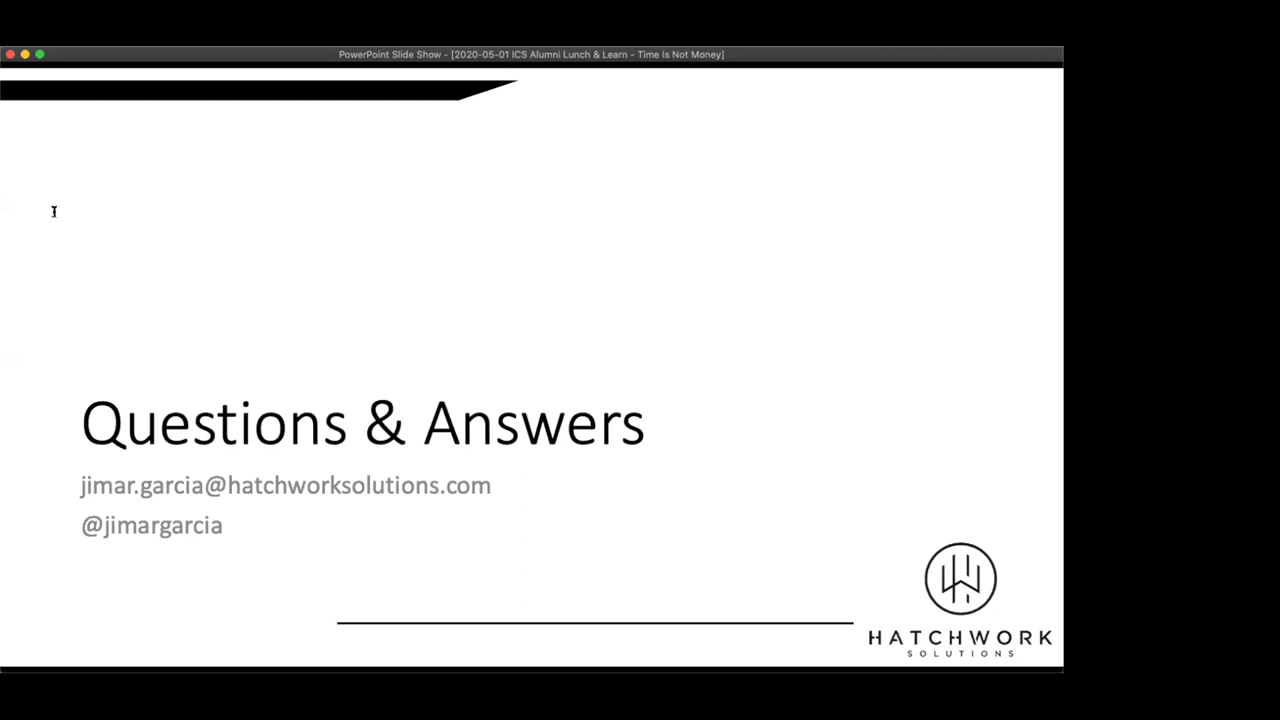 PowerPoint Slide Show - [2020-05-01 ICS Alumni Lunch & Learn - Time Is Not Money]
Questions & Answers
jimar.garcia@hatchworksolutions.com
@jimargarcia
HATCHWORK
SOLUTIONS